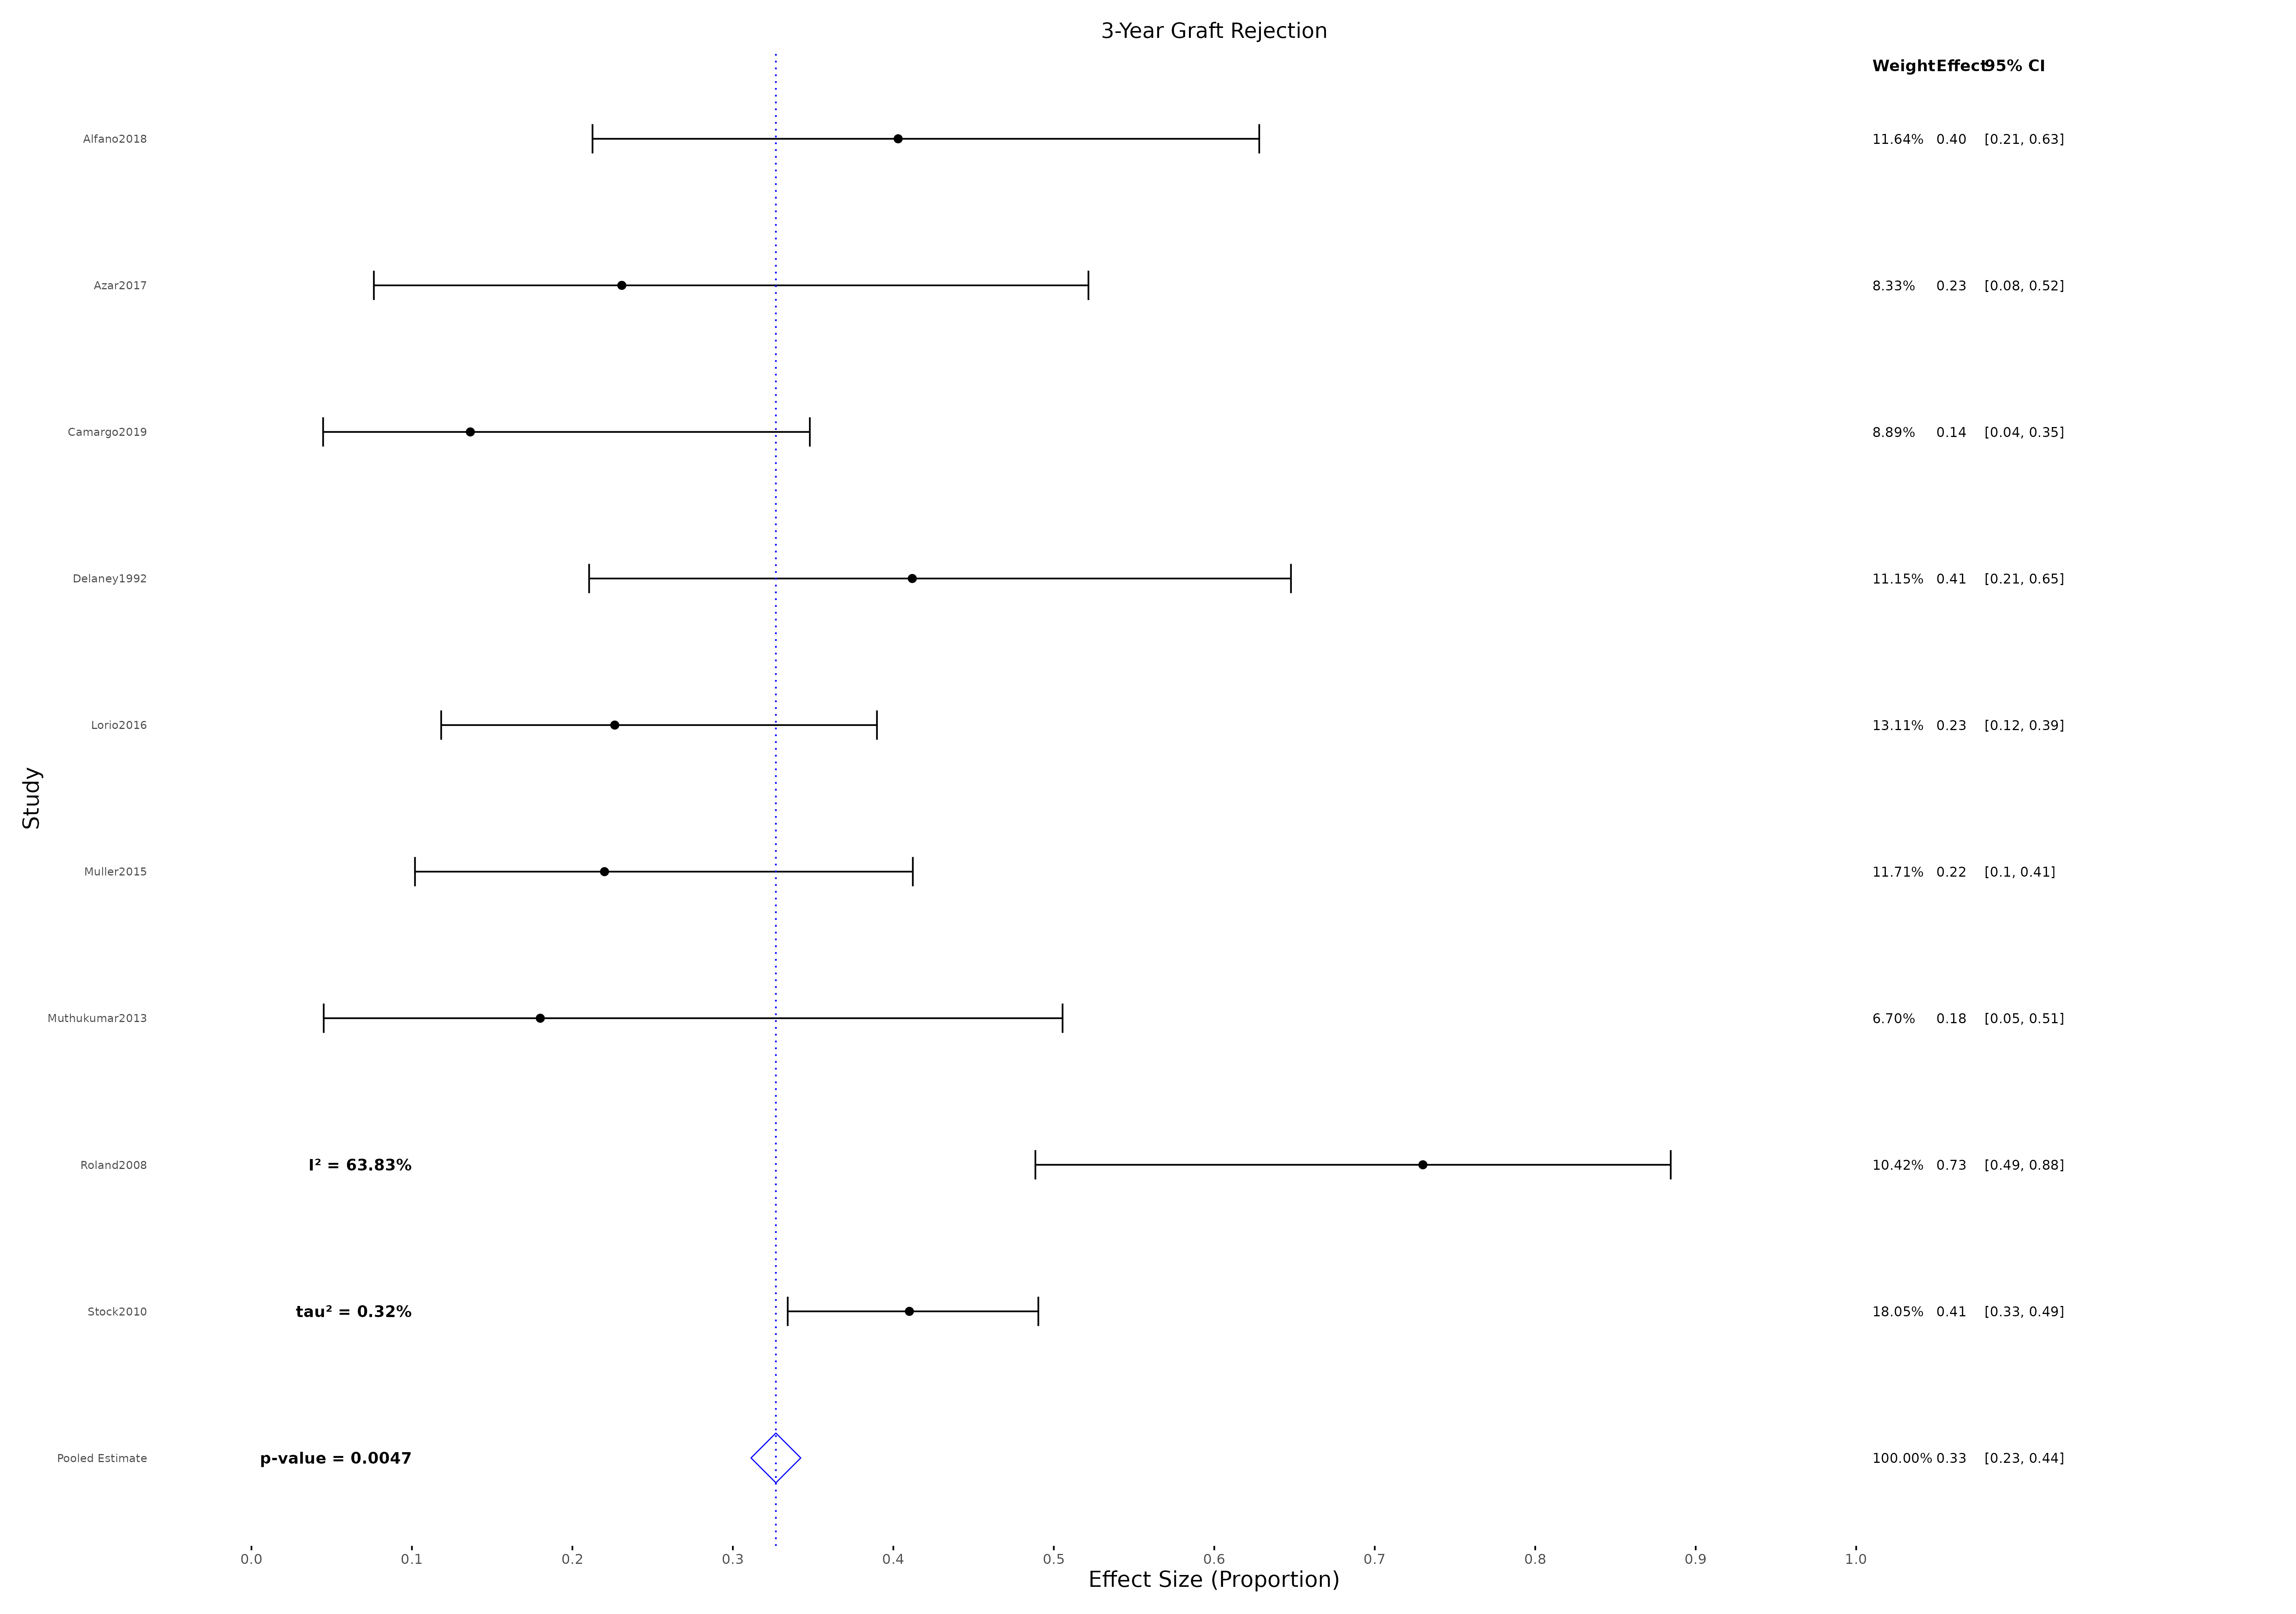 3-Year Graft Rejection
Weight Effect 95% CI
Alfano2018 11.64% 0.40 [0.21, 0.63]
Azar2017 8.33% 0.23 [0.08, 0.52]
Camargo2019 8.89% 0.14 [0.04, 0.35]
Delaney1992 11.15% 0.41 [0.21, 0.65]
Lorio2016 13.11% 0.23 [0.12, 0.39]
Study
Muller2015 11.71% 0.22 [0.1, 0.41]
Muthukumar2013 6.70% 0.18 [0.05, 0.51]
Roland2008 I² = 63.83% 10.42% 0.73 [0.49, 0.88]
Stock2010 tau² = 0.32% 18.05% 0.41 [0.33, 0.49]
Pooled Estimate p-value = 0.0047 100.00% 0.33 [0.23, 0.44]
0.0 0.1 0.2 0.3 0.4 0.5 0.6 0.7 0.8 0.9 1.0
Effect Size (Proportion)